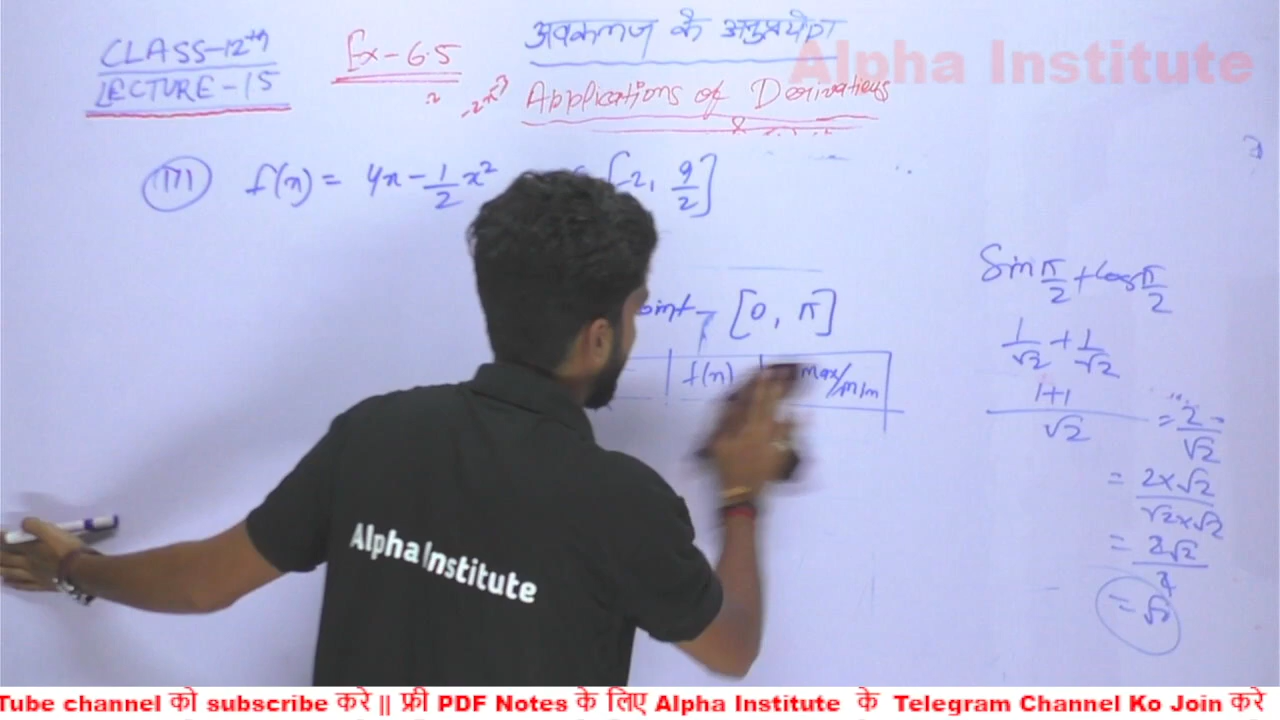 CLASS-12th
LECTURE-15
Ex-6.5
अवकलज के अनुप्रयोग
Applications of Derivatives
Alpha Institute
(iii) f(x) = 4x - 1/2 x²
[-2, 9/2]
[0, π]
f(x)
max/min
Sin π/2 + Cos π/2
1/√2 + 1/√2
1+1/√2 = 2/√2
= 2×√2/√2×√2
= 2√2/2
= √2
Alpha Institute
Tube channel को subscribe करे || फ्री PDF Notes के लिए Alpha Institute के Telegram Channel Ko Join करे